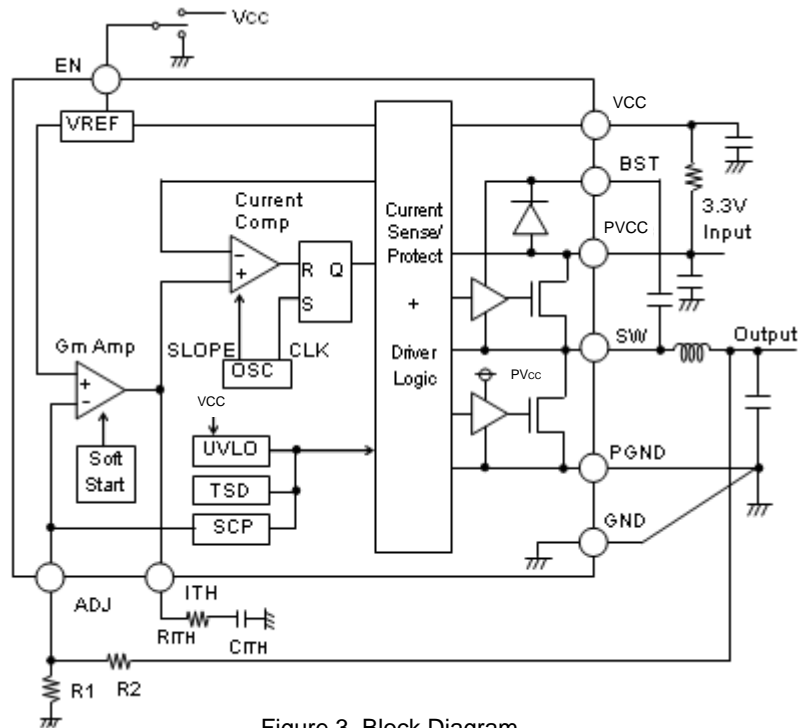 Vcc
EN
VREF
VCC
BST
PVCC
3.3V
Input
Current
Comp
R Q
S
Current
Sense/
Protect
+
Driver
Logic
Gm Amp
SLOPE
OSC
CLK
SW
Output
VCC
PVcc
UVLO
TSD
SCP
Soft
Start
PGND
GND
ADJ
ITH
RITH
CITH
R1
R2
Figure 3. Block Diagram